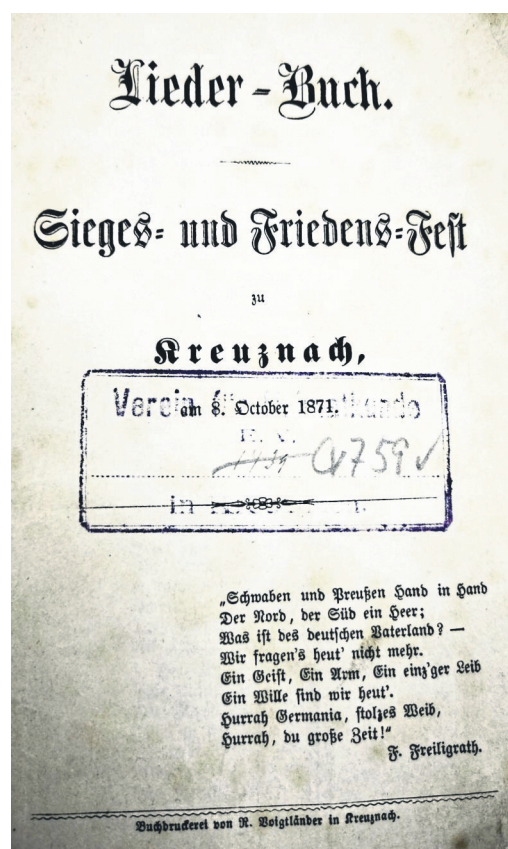 Lieder-Buch.
Sieges- und Friedens-Fest
zu
Kreuznach,
am 8. October 1871.
Verein
Q 759 ✓
in
„Schwaben und Preußen Hand in Hand
Der Nord, der Süd ein Heer;
Was ist des deutschen Vaterland? —
Wir fragen's heut' nicht mehr.
Ein Geist, Ein Arm, Ein einz'ger Leib
Ein Wille sind wir heut'.
Hurrah Germania, stolzes Weib,
Hurrah, du große Zeit!"
F. Freiligrath.
Buchdruckerei von R. Voigtländer in Kreuznach.